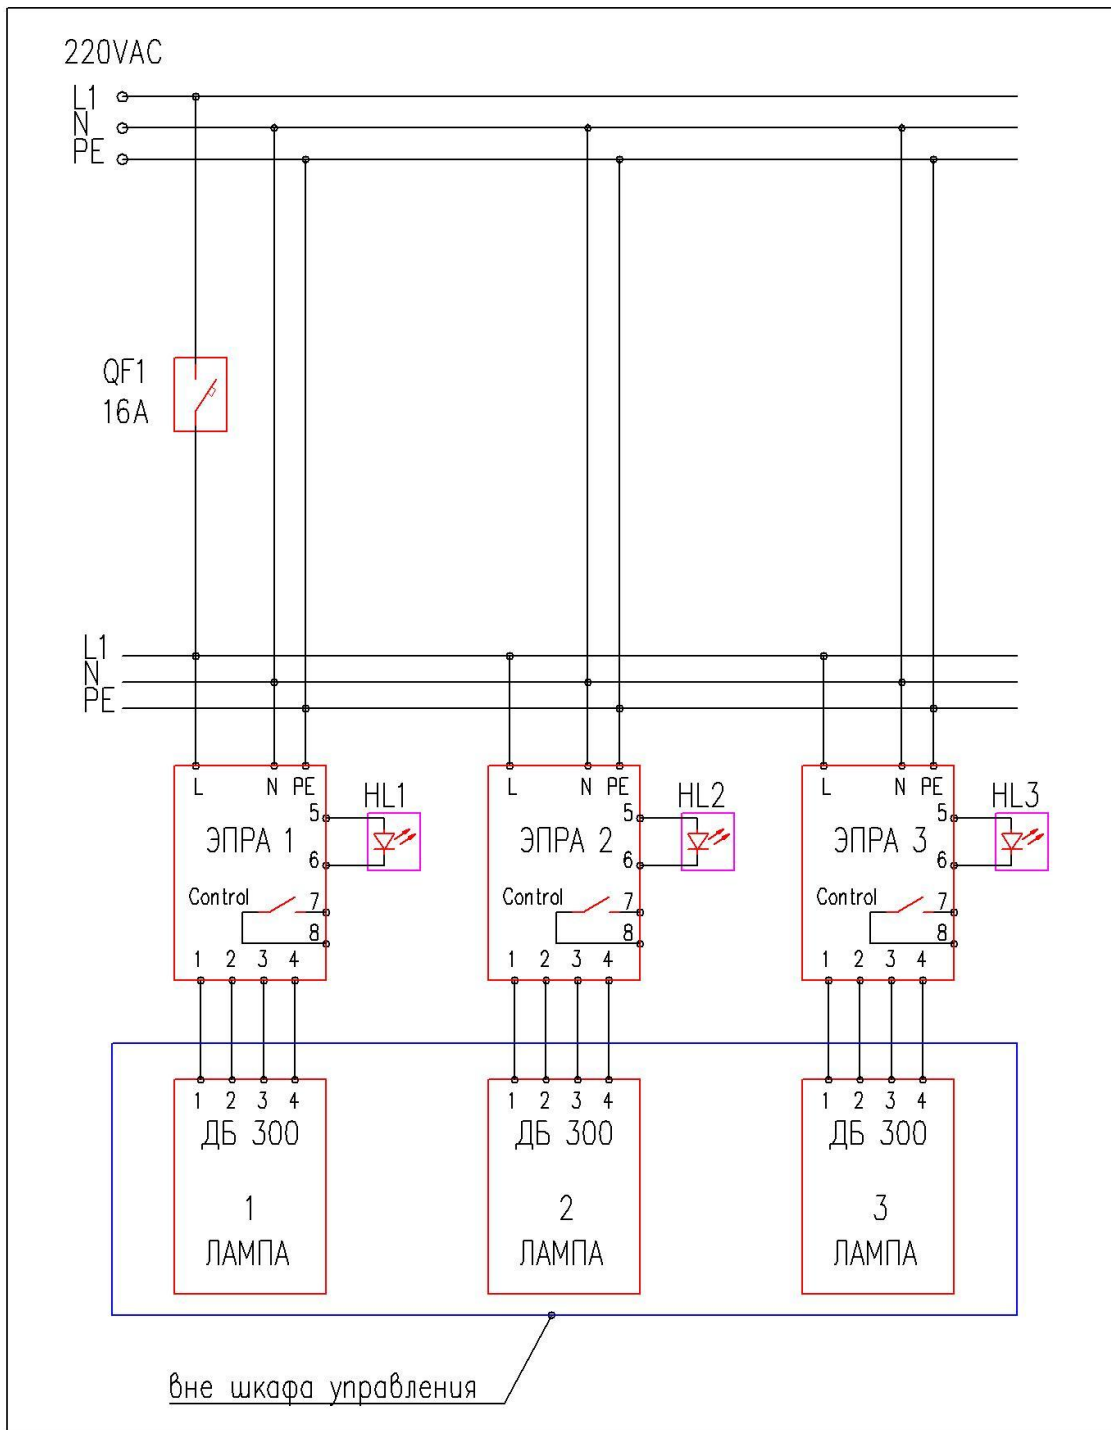 220VAC
L1
N
PE
QF1
16A
L1
N
PE
L N PE
L N PE
L N PE
HL1
HL2
HL3
5
5
5
ЭПРА 1
ЭПРА 2
ЭПРА 3
6
6
6
Control
Control
Control
7
7
7
8
8
8
1 2 3 4
1 2 3 4
1 2 3 4
1 2 3 4
1 2 3 4
1 2 3 4
ДБ 300
ДБ 300
ДБ 300
1
2
3
ЛАМПА
ЛАМПА
ЛАМПА
вне шкафа управления